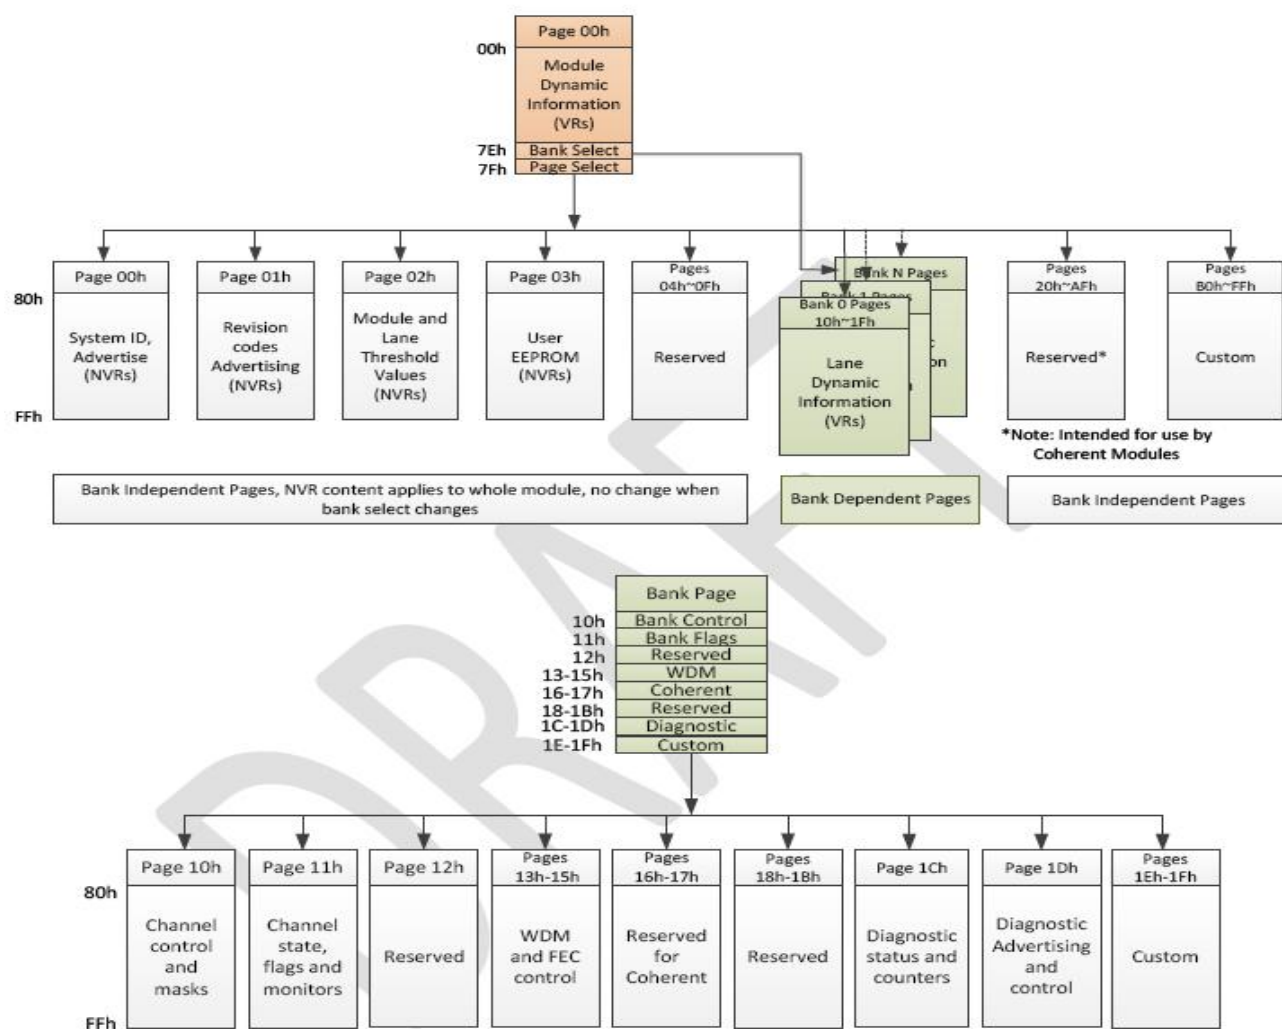 Page 00h
00h
Module
Dynamic
Information
(VRs)
7Eh
Bank Select
7Fh
Page Select
Page 00h
Page 01h
Page 02h
Page 03h
Pages
04h~0Fh
Bank N Pages
Bank 1 Pages
Bank 0 Pages
10h~1Fh
Pages
20h~AFh
Pages
B0h~FFh
80h
System ID,
Advertise
(NVRs)
Revision
codes
Advertising
(NVRs)
Module and
Lane
Threshold
Values
(NVRs)
User
EEPROM
(NVRs)
Reserved
Lane
Dynamic
Information
(VRs)
Reserved*
Custom
FFh
*Note: Intended for use by
Coherent Modules
Bank Independent Pages, NVR content applies to whole module, no change when
bank select changes
Bank Dependent Pages
Bank Independent Pages
Bank Page
10h
Bank Control
11h
Bank Flags
12h
Reserved
13-15h
WDM
16-17h
Coherent
18-1Bh
Reserved
1C-1Dh
Diagnostic
1E-1Fh
Custom
Page 10h
Page 11h
Page 12h
Pages
13h-15h
Pages
16h-17h
Pages
18h-1Bh
Page 1Ch
Page 1Dh
Pages
1Eh-1Fh
80h
Channel
control
and
masks
Channel
state,
flags and
monitors
Reserved
WDM
and FEC
control
Reserved
for
Coherent
Reserved
Diagnostic
status and
counters
Diagnostic
Advertising
and
control
Custom
FFh
DRAFT